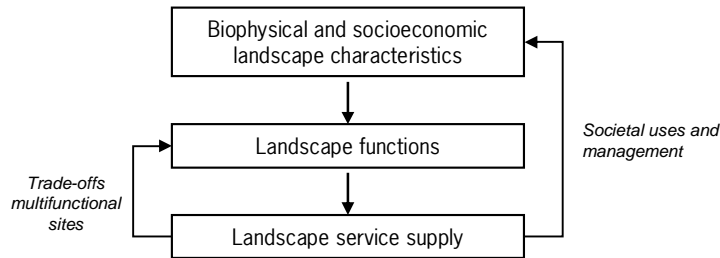 Biophysical and socioeconomic
landscape characteristics
Landscape functions
Societal uses and
management
Trade-offs
multifunctional
sites
Landscape service supply